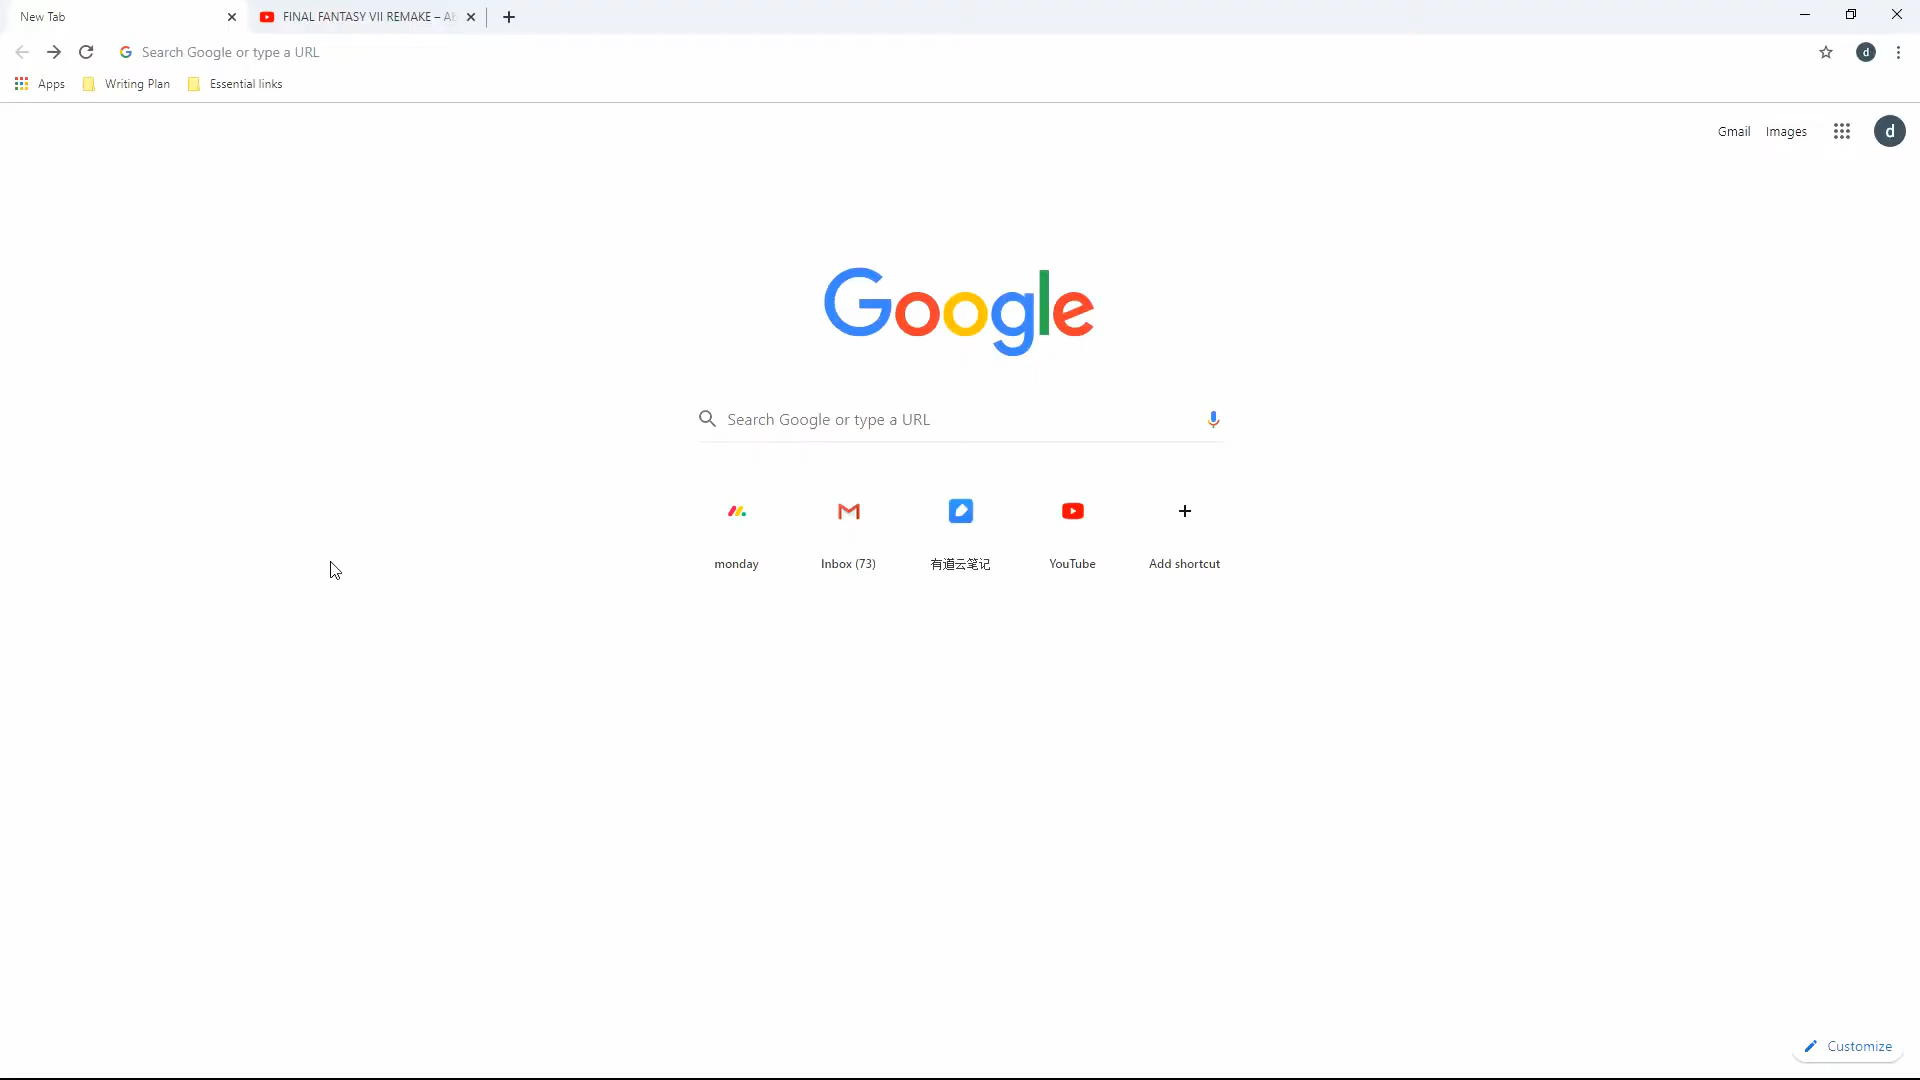 New Tab
FINAL FANTASY VII REMAKE –
Search Google or type a URL
d
Apps
Writing Plan
Essential links
Gmail
Images
d
Google
Search Google or type a URL
monday
Inbox (73)
有道云笔记
YouTube
Add shortcut
Customize